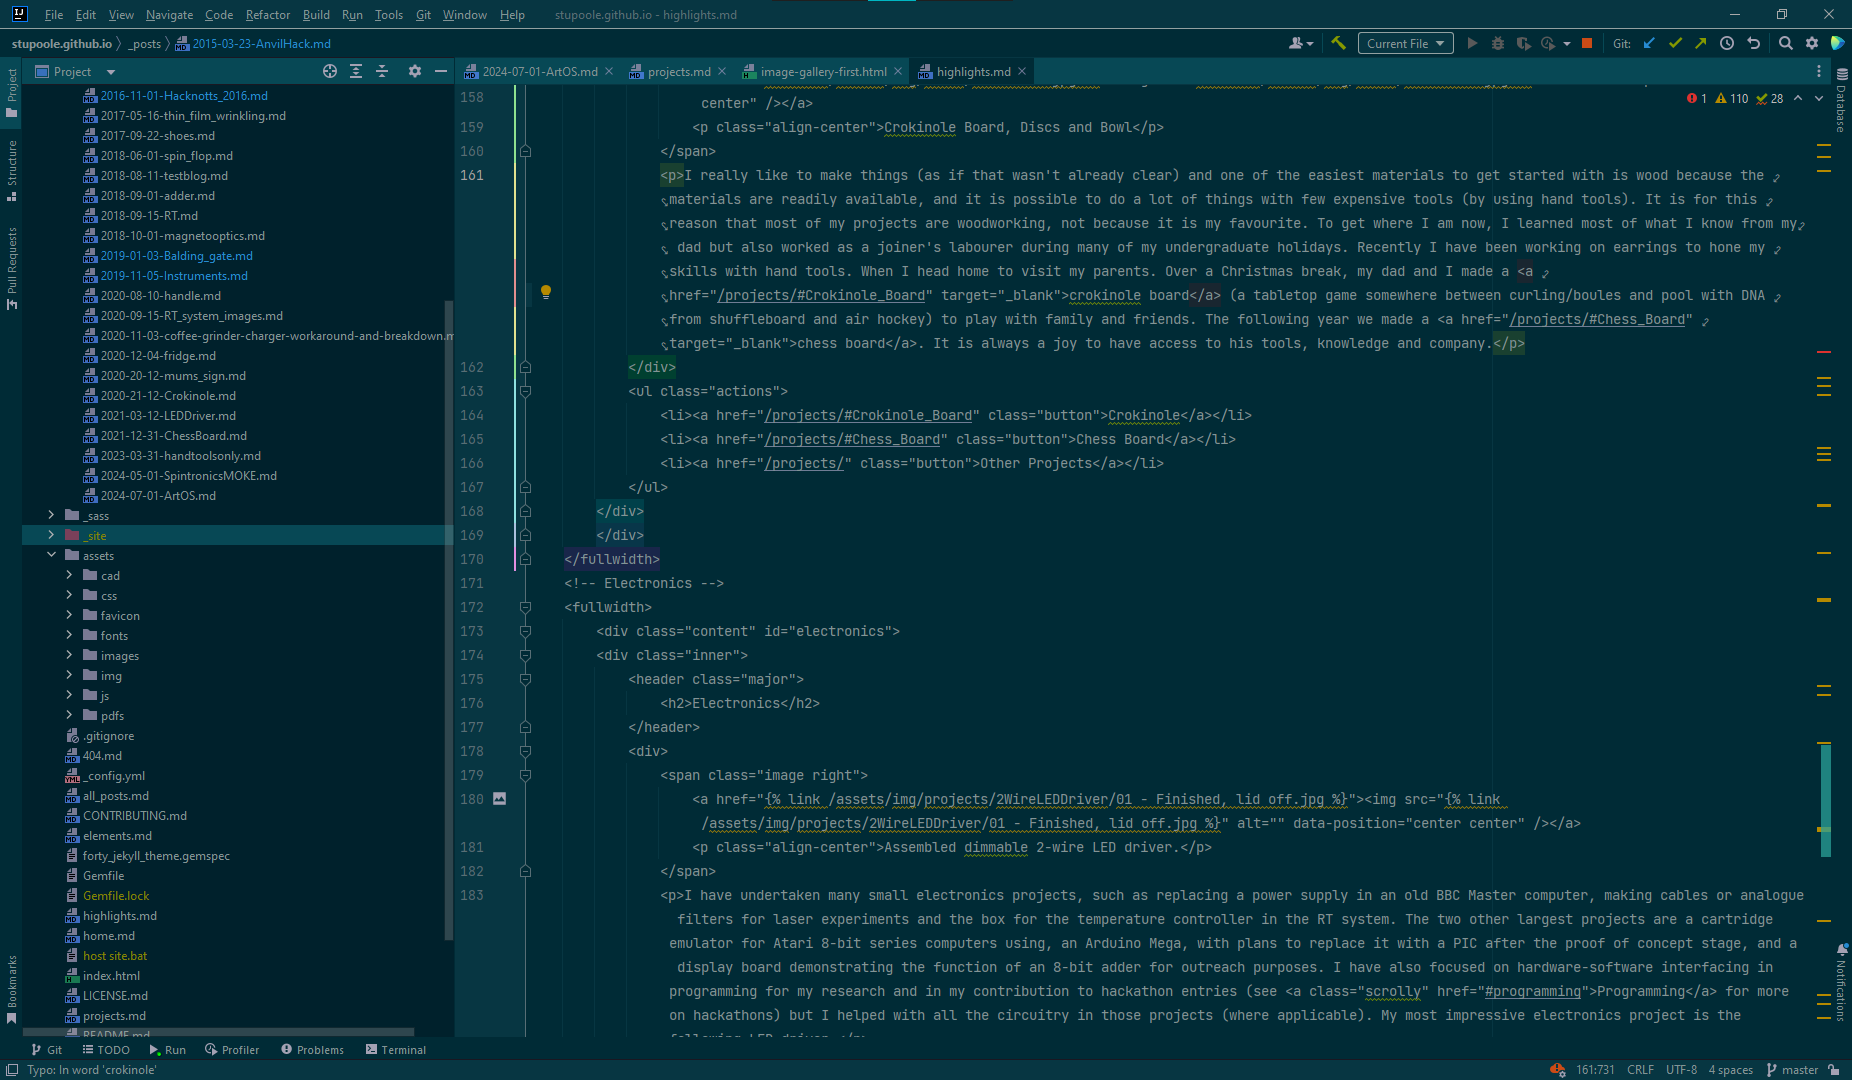 File Edit View Navigate Code Refactor Build Run Tools Git Window Help stupoole.github.io - highlights.md
stupoole.github.io _posts 2015-03-23-AnvilHack.md Current File Git:
Project 2024-07-01-ArtOS.md projects.md image-gallery-first.html highlights.md
Project
Structure
Pull Requests
Bookmarks
2016-11-01-Hacknotts_2016.md
2017-05-16-thin_film_wrinkling.md
2017-09-22-shoes.md
2018-06-01-spin_flop.md
2018-08-11-testblog.md
2018-09-01-adder.md
2018-09-15-RT.md
2018-10-01-magnetooptics.md
2019-01-03-Balding_gate.md
2019-11-05-Instruments.md
2020-08-10-handle.md
2020-09-15-RT_system_images.md
2020-11-03-coffee-grinder-charger-workaround-and-breakdown.m
2020-12-04-fridge.md
2020-20-12-mums_sign.md
2020-21-12-Crokinole.md
2021-03-12-LEDDriver.md
2021-12-31-ChessBoard.md
2023-03-31-handtoolsonly.md
2024-05-01-SpintronicsMOKE.md
2024-07-01-ArtOS.md
_sass
_site
assets
cad
css
favicon
fonts
images
img
js
pdfs
.gitignore
404.md
_config.yml
all_posts.md
CONTRIBUTING.md
elements.md
forty_jekyll_theme.gemspec
Gemfile
Gemfile.lock
highlights.md
home.md
host site.bat
index.html
LICENSE.md
projects.md
README.md
1 110 28
158 center" /></a>
159 <p class="align-center">Crokinole Board, Discs and Bowl</p>
160 </span>
161 <p>I really like to make things (as if that wasn't already clear) and one of the easiest materials to get started with is wood because the
materials are readily available, and it is possible to do a lot of things with few expensive tools (by using hand tools). It is for this
reason that most of my projects are woodworking, not because it is my favourite. To get where I am now, I learned most of what I know from my
dad but also worked as a joiner's labourer during many of my undergraduate holidays. Recently I have been working on earrings to hone my
skills with hand tools. When I head home to visit my parents. Over a Christmas break, my dad and I made a <a
href="/projects/#Crokinole_Board" target="_blank">crokinole board</a> (a tabletop game somewhere between curling/boules and pool with DNA
from shuffleboard and air hockey) to play with family and friends. The following year we made a <a href="/projects/#Chess_Board"
target="_blank">chess board</a>. It is always a joy to have access to his tools, knowledge and company.</p>
162 </div>
163 <ul class="actions">
164 <li><a href="/projects/#Crokinole_Board" class="button">Crokinole</a></li>
165 <li><a href="/projects/#Chess_Board" class="button">Chess Board</a></li>
166 <li><a href="/projects/" class="button">Other Projects</a></li>
167 </ul>
168 </div>
169 </div>
170 </fullwidth>
171 <!-- Electronics -->
172 <fullwidth>
173 <div class="content" id="electronics">
174 <div class="inner">
175 <header class="major">
176 <h2>Electronics</h2>
177 </header>
178 <div>
179 <span class="image right">
180 <a href="{% link /assets/img/projects/2WireLEDDriver/01 - Finished, lid off.jpg %}"><img src="{% link
/assets/img/projects/2WireLEDDriver/01 - Finished, lid off.jpg %}" alt="" data-position="center center" /></a>
181 <p class="align-center">Assembled dimmable 2-wire LED driver.</p>
182 </span>
183 <p>I have undertaken many small electronics projects, such as replacing a power supply in an old BBC Master computer, making cables or analogue
filters for laser experiments and the box for the temperature controller in the RT system. The two other largest projects are a cartridge
emulator for Atari 8-bit series computers using, an Arduino Mega, with plans to replace it with a PIC after the proof of concept stage, and a
display board demonstrating the function of an 8-bit adder for outreach purposes. I have also focused on hardware-software interfacing in
programming for my research and in my contribution to hackathon entries (see <a class="scrolly" href="#programming">Programming</a> for more
on hackathons) but I helped with all the circuitry in those projects (where applicable). My most impressive electronics project is the
following LED driver.</p>
Database
Notifications
Git TODO Run Profiler Problems Terminal
Typo: In word 'crokinole' 161:731 CRLF UTF-8 4 spaces master